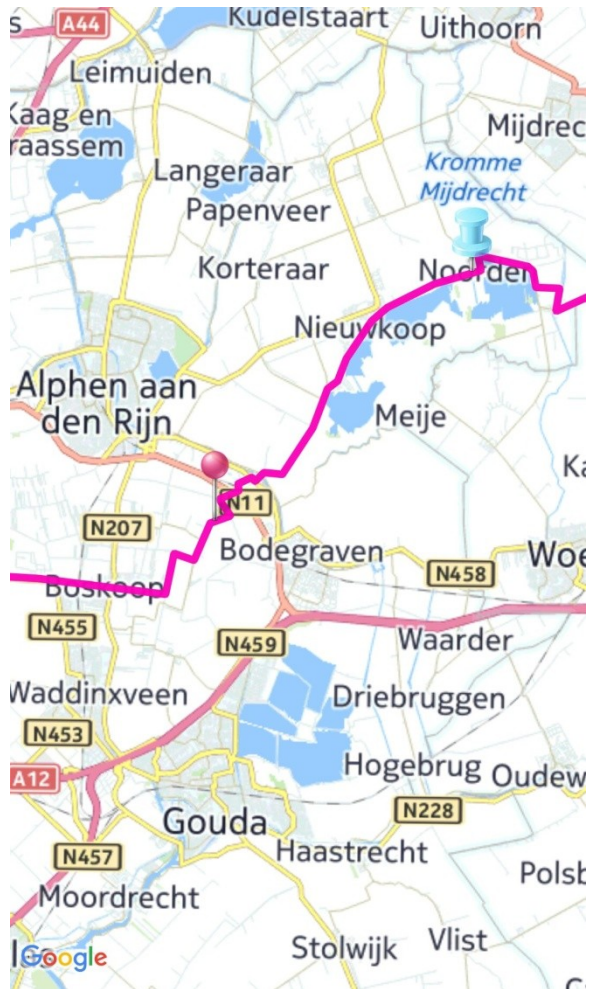 s
A44
Kudelstaart
Uithoorn
Leimuiden
Kaag en
raassem
Mijdrec
Langeraar
Kromme
Mijdrecht
Papenveer
Korteraar
Noorden
Nieuwkoop
Alphen aan
den Rijn
Meije
Ka
N11
N207
Bodegraven
Woe
N458
Boskoop
N455
N459
Waarder
Waddinxveen
Driebruggen
N453
A12
Hogebrug
Oudew
Gouda
N228
N457
Haastrecht
Polsb
Moordrecht
Stolwijk
Vlist
Google